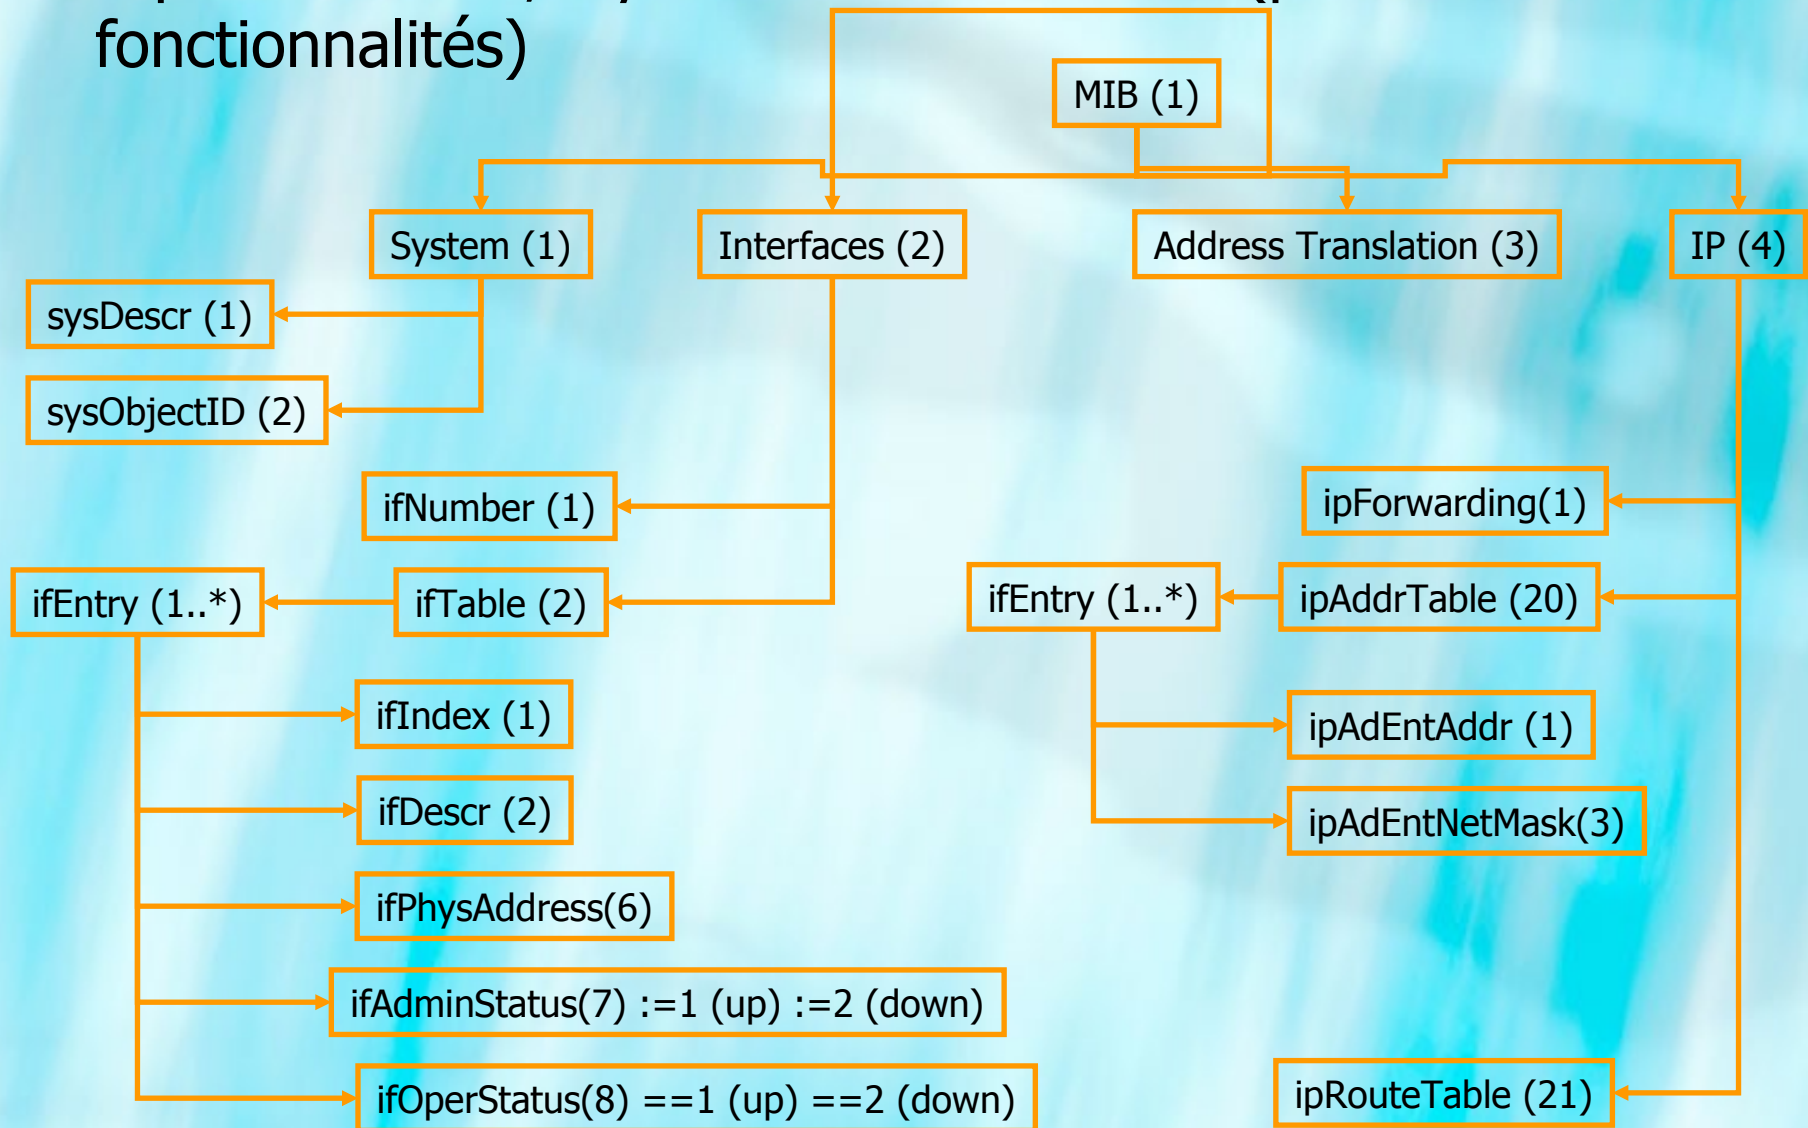 fonctionnalités)
MIB (1)
System (1)
Interfaces (2)
Address Translation (3)
IP (4)
sysDescr (1)
sysObjectID (2)
ifNumber (1)
ipForwarding(1)
ifEntry (1..*)
ifTable (2)
ifEntry (1..*)
ipAddrTable (20)
ifIndex (1)
ipAdEntAddr (1)
ifDescr (2)
ipAdEntNetMask(3)
ifPhysAddress(6)
ifAdminStatus(7) :=1 (up) :=2 (down)
ifOperStatus(8) ==1 (up) ==2 (down)
ipRouteTable (21)